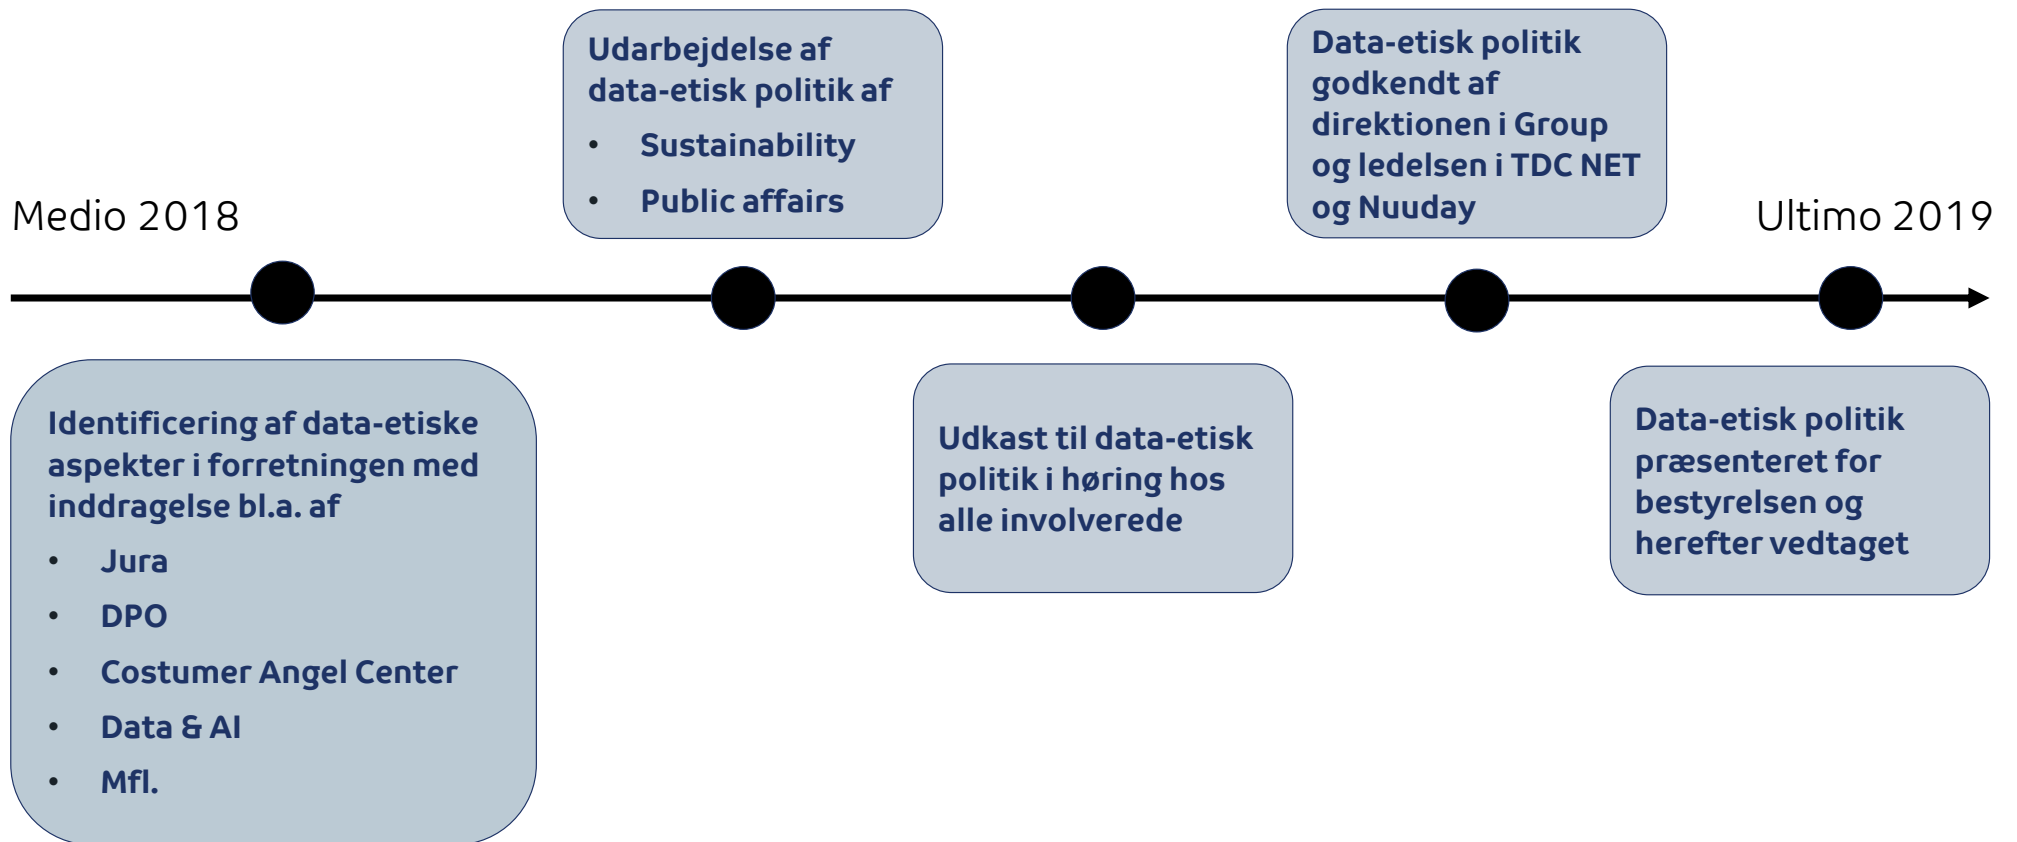 Medio 2018
Ultimo 2019
Identificering af data-etiske
aspekter i forretningen med
inddragelse bl.a. af
• Jura
• DPO
• Costumer Angel Center
• Data & AI
• Mfl.
Udarbejdelse af
data-etisk politik af
• Sustainability
• Public affairs
Udkast til data-etisk
politik i høring hos
alle involverede
Data-etisk politik
godkendt af
direktionen i Group
og ledelsen i TDC NET
og Nuuday
Data-etisk politik
præsenteret for
bestyrelsen og
herefter vedtaget